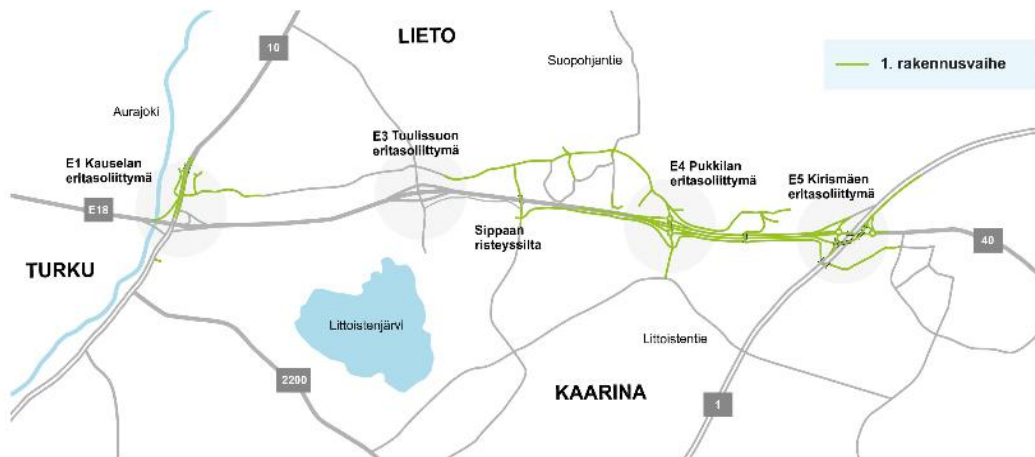 LIETO
10
Suopohjantie
1. rakennusvaihe
Aurajoki
E3 Tuulissuon
eritasoliittymä
E1 Kauselan
eritasoliittymä
E4 Pukkilan
eritasoliittymä
E5 Kirismäen
eritasoliittymä
E18
Sippaan
risteyssilta
40
TURKU
Littoistenjärvi
Littoistentie
2200
KAARINA
1